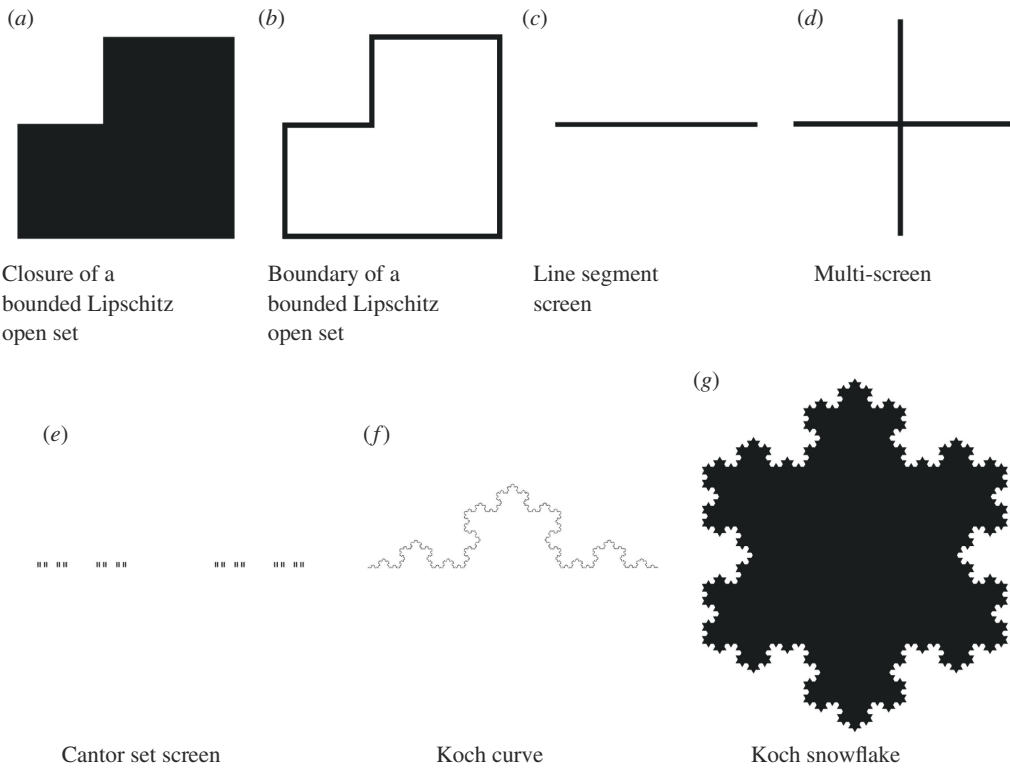 (a)
(b)
(c)
(d)
Closure of a
bounded Lipschitz
open set
Boundary of a
bounded Lipschitz
open set
Line segment
screen
Multi-screen
(e)
(f)
(g)
Cantor set screen
Koch curve
Koch snowflake